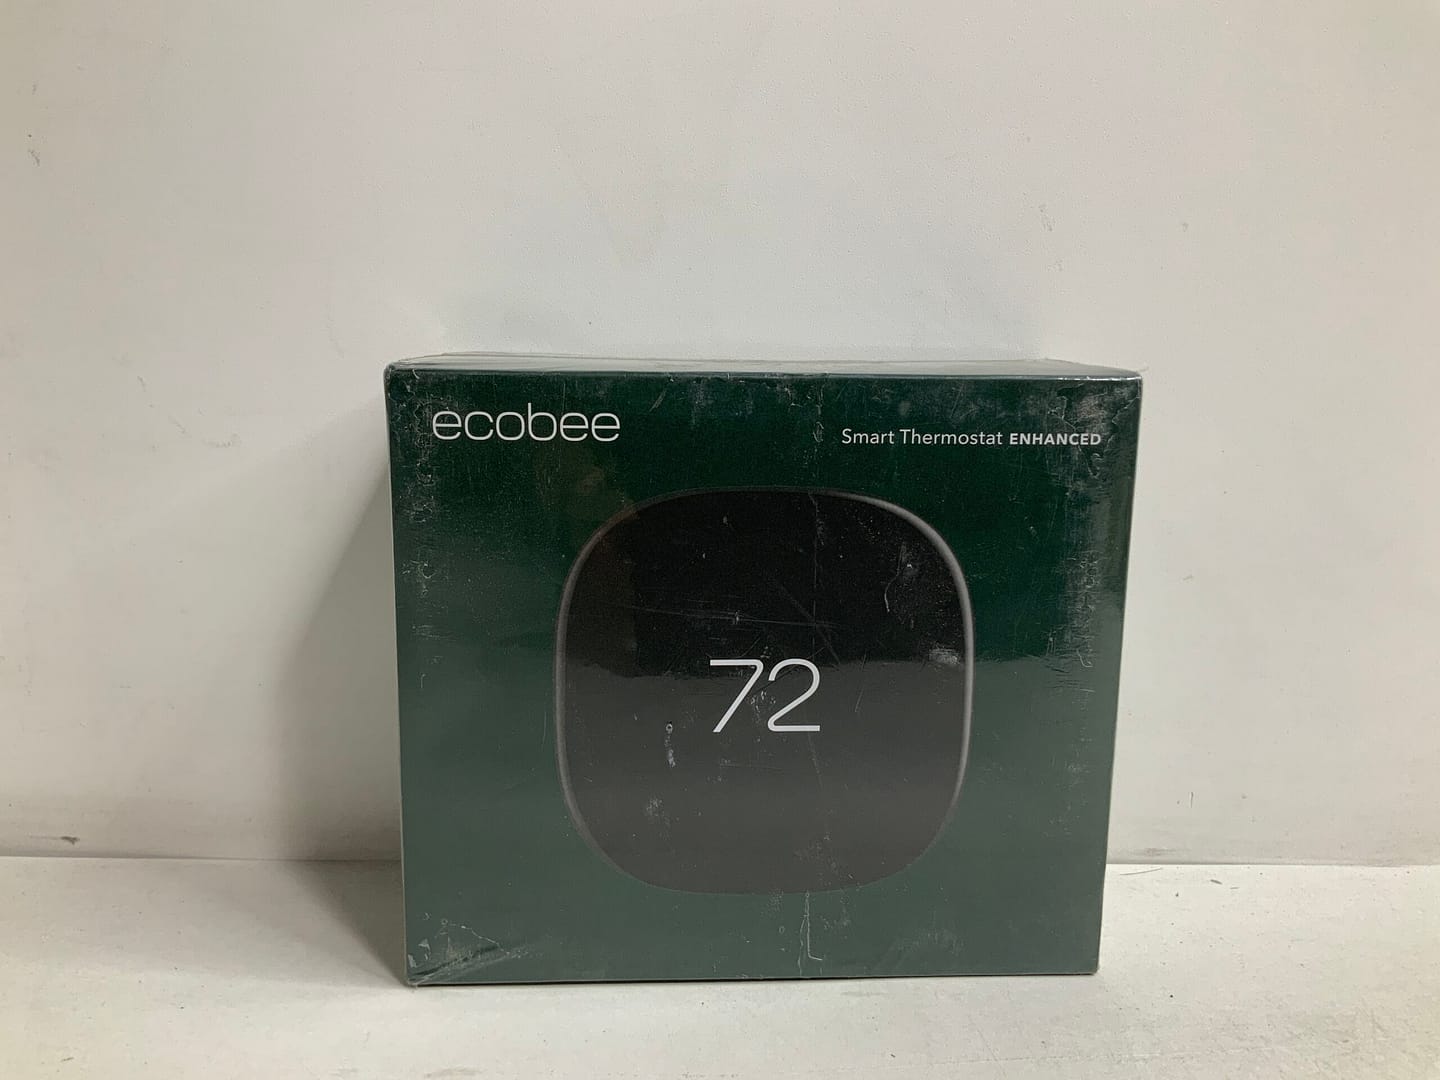 ecobee
Smart Thermostat ENHANCED
72